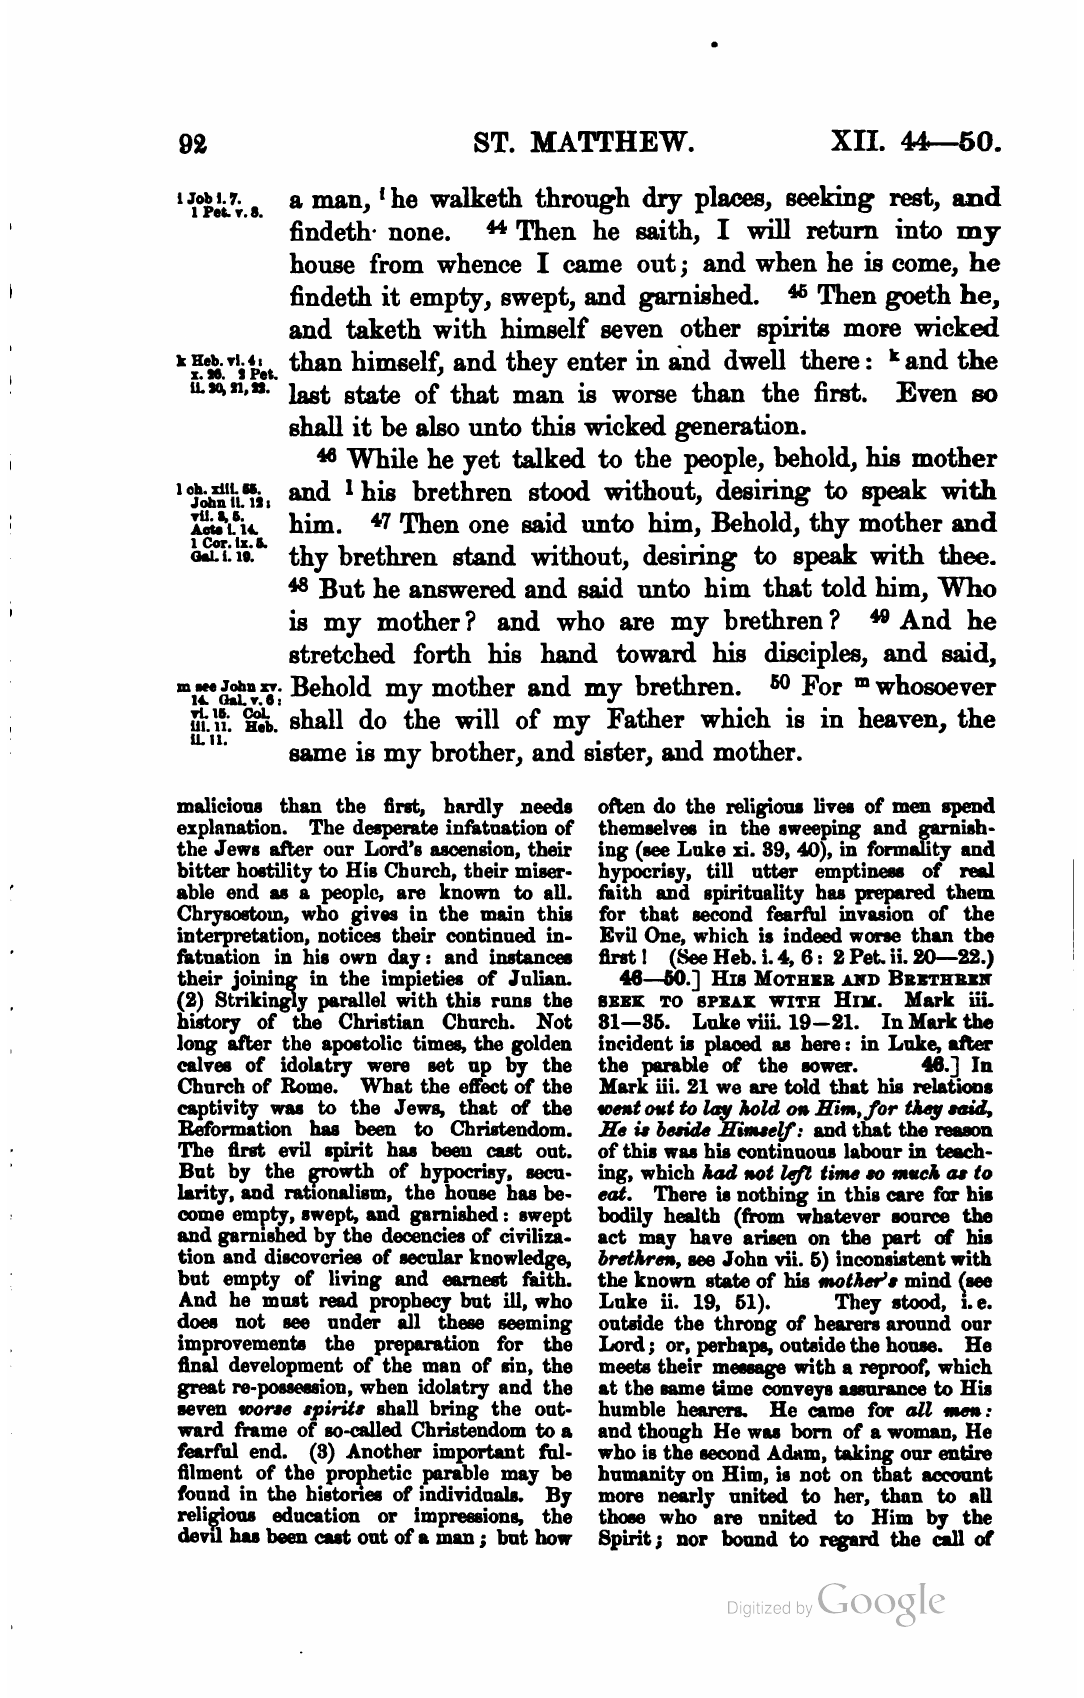 92 ST. MATTHEW. XII. 44—50.
i Job i. 7.
1 Pet. v. 8.
a man, i he walketh through dry places, seeking rest, and
findeth none. 44 Then he saith, I will return into my
house from whence I came out; and when he is come, he
findeth it empty, swept, and garnished. 45 Then goeth he,
and taketh with himself seven other spirits more wicked
k Heb. vi. 4:
x. 26. 2 Pet.
ii. 20, 21, 22.
than himself, and they enter in and dwell there: k and the
last state of that man is worse than the first. Even so
shall it be also unto this wicked generation.
46 While he yet talked to the people, behold, his mother
l ch. xiii. 55.
John ii. 12:
vii. 3, 5.
Acts i. 14.
1 Cor. ix. 5.
Gal. i. 19.
and l his brethren stood without, desiring to speak with
him. 47 Then one said unto him, Behold, thy mother and
thy brethren stand without, desiring to speak with thee.
48 But he answered and said unto him that told him, Who
is my mother? and who are my brethren? 49 And he
stretched forth his hand toward his disciples, and said,
m see John xv.
14. Gal. v. 6:
vi. 15. Col.
iii. 11. Heb.
ii. 11.
Behold my mother and my brethren. 50 For m whosoever
shall do the will of my Father which is in heaven, the
same is my brother, and sister, and mother.
malicious than the first, hardly needs
explanation. The desperate infatuation of
the Jews after our Lord's ascension, their
bitter hostility to His Church, their miser-
able end as a people, are known to all.
Chrysostom, who gives in the main this
interpretation, notices their continued in-
fatuation in his own day: and instances
their joining in the impieties of Julian.
(2) Strikingly parallel with this runs the
history of the Christian Church. Not
long after the apostolic times, the golden
calves of idolatry were set up by the
Church of Rome. What the effect of the
captivity was to the Jews, that of the
Reformation has been to Christendom.
The first evil spirit has been cast out.
But by the growth of hypocrisy, secu-
larity, and rationalism, the house has be-
come empty, swept, and garnished: swept
and garnished by the decencies of civiliza-
tion and discoveries of secular knowledge,
but empty of living and earnest faith.
And he must read prophecy but ill, who
does not see under all these seeming
improvements the preparation for the
final development of the man of sin, the
great re-possession, when idolatry and the
seven worse spirits shall bring the out-
ward frame of so-called Christendom to a
fearful end. (3) Another important ful-
filment of the prophetic parable may be
found in the histories of individuals. By
religious education or impressions, the
devil has been cast out of a man; but how
often do the religious lives of men spend
themselves in the sweeping and garnish-
ing (see Luke xi. 39, 40), in formality and
hypocrisy, till utter emptiness of real
faith and spirituality has prepared them
for that second fearful invasion of the
Evil One, which is indeed worse than the
first! (See Heb. i. 4, 6: 2 Pet. ii. 20—22.)
46—50.] HIS MOTHER AND BRETHREN
SEEK TO SPEAK WITH HIM. Mark iii.
31—35. Luke viii. 19—21. In Mark the
incident is placed as here: in Luke, after
the parable of the sower. 46.] In
Mark iii. 21 we are told that his relations
went out to lay hold on Him, for they said,
He is beside Himself: and that the reason
of this was his continuous labour in teach-
ing, which had not left time so much as to
eat. There is nothing in this care for his
bodily health (from whatever source the
act may have arisen on the part of his
brethren, see John vii. 5) inconsistent with
the known state of his mother's mind (see
Luke ii. 19, 51). They stood, i. e.
outside the throng of hearers around our
Lord; or, perhaps, outside the house. He
meets their message with a reproof, which
at the same time conveys assurance to His
humble hearers. He came for all men:
and though He was born of a woman, He
who is the second Adam, taking our entire
humanity on Him, is not on that account
more nearly united to her, than to all
those who are united to Him by the
Spirit; nor bound to regard the call of
Digitized by Google